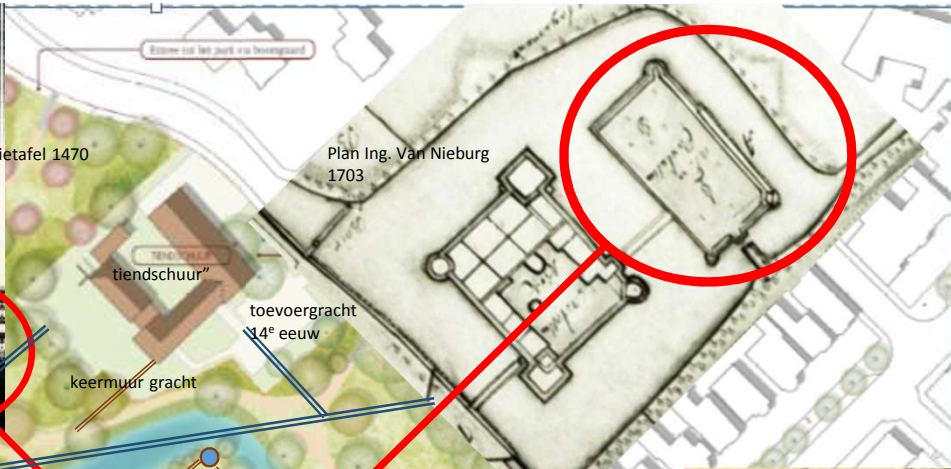 Entree tot het park via boomgaard
ietafel 1470
Plan Ing. Van Nieburg
1703
TIENDSCHUUR
tiendschuur”
toevoergracht
14e eeuw
keermuur gracht